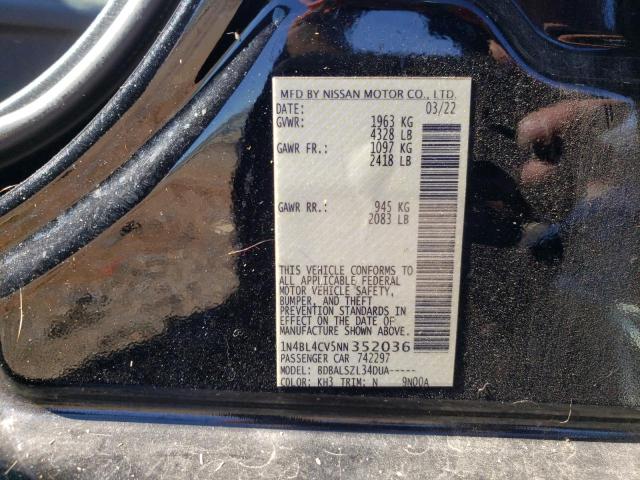 MFD BY NISSAN MOTOR CO., LTD.
DATE: 03/22
GVWR: 1963 KG
4328 LB
GAWR FR.: 1097 KG
2418 LB
GAWR RR.: 945 KG
2083 LB
THIS VEHICLE CONFORMS TO
ALL APPLICABLE FEDERAL
MOTOR VEHICLE SAFETY,
BUMPER, AND THEFT
PREVENTION STANDARDS IN
EFFECT ON THE DATE OF
MANUFACTURE SHOWN ABOVE.
1N4BL4CV5NN352036
PASSENGER CAR 742297
MODEL: BDBALSZL34DUA-----
COLOR: KH3 TRIM: N 9N00A